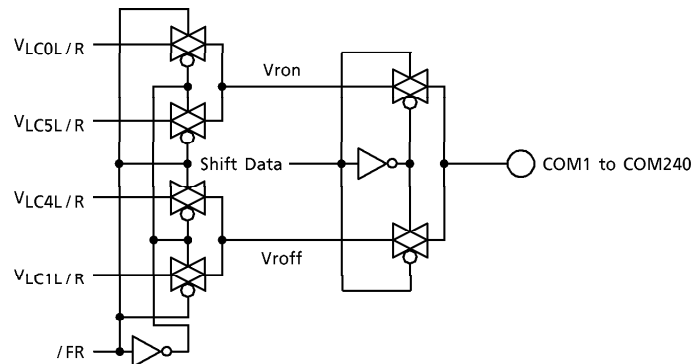 VLC0L/R
Vron
VLC5L/R
Shift Data
COM1 to COM240
VLC4L/R
Vroff
VLC1L/R
/FR